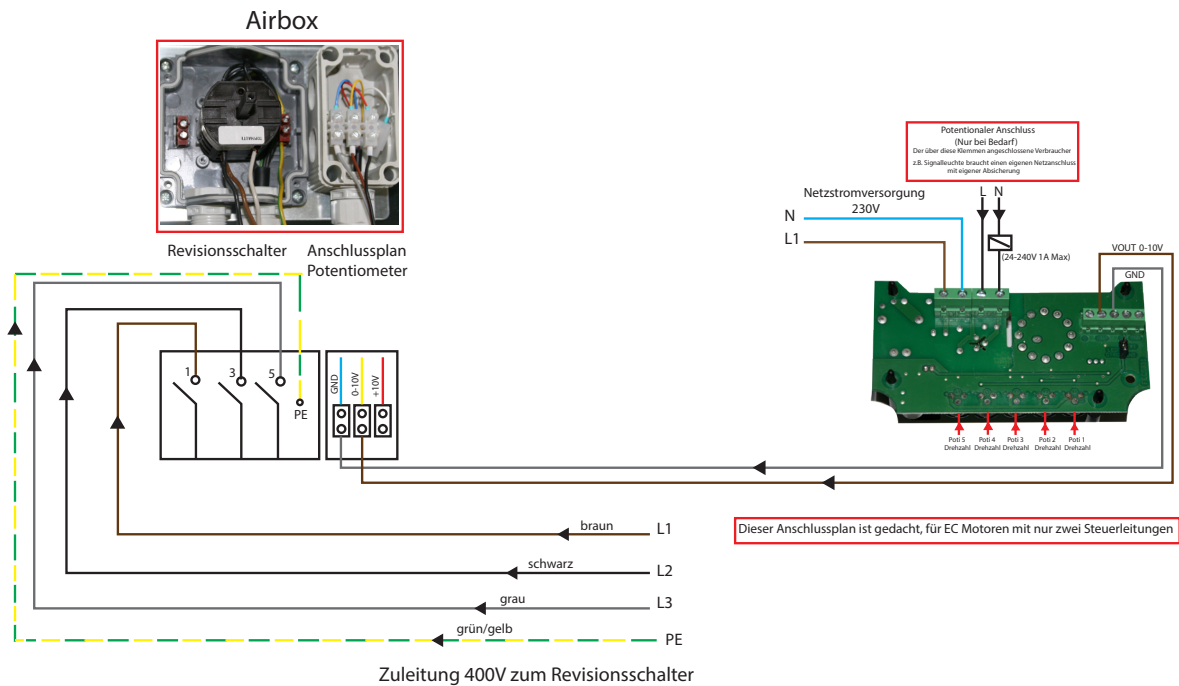 Airbox
Revisionsschalter
Anschlussplan
Potentiometer
Potentionaler Anschluss
(Nur bei Bedarf)
Der über diese Klemmen angeschlossene Verbraucher
z.B. Signalleuchte braucht einen eigenen Netzanschluss
mit eigener Absicherung
Netzstromversorgung
230V
L N
N
L1
(24-240V 1A Max)
VOUT 0-10V
GND
1 3 5
PE
GND
0-10V
+10V
Poti 5
Drehzahl
Poti 4
Drehzahl
Poti 3
Drehzahl
Poti 2
Drehzahl
Poti 1
Drehzahl
Dieser Anschlussplan ist gedacht, für EC Motoren mit nur zwei Steuerleitungen
braun L1
schwarz L2
grau L3
grün/gelb PE
Zuleitung 400V zum Revisionsschalter